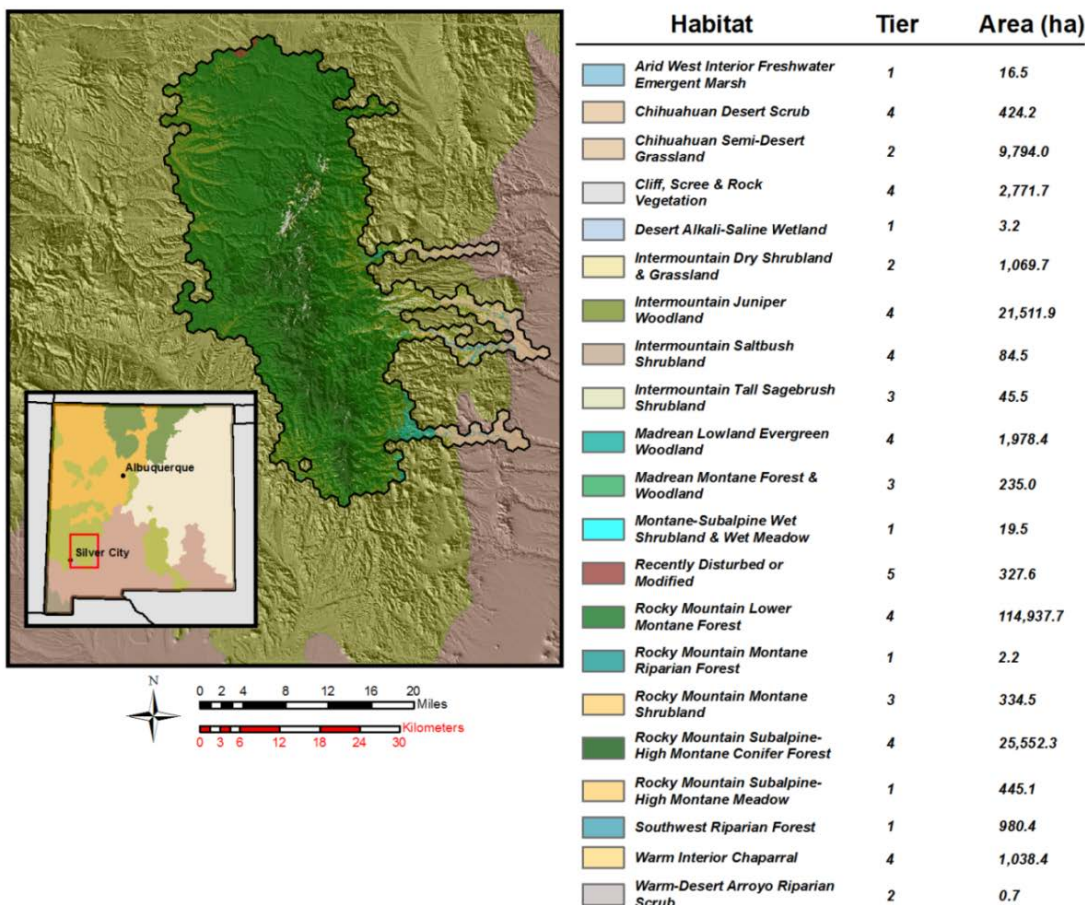 Habitat Tier Area (ha)
Arid West Interior Freshwater
Emergent Marsh
1 16.5
Chihuahuan Desert Scrub 4 424.2
Chihuahuan Semi-Desert
Grassland
2 9,794.0
Cliff, Scree & Rock
Vegetation
4 2,771.7
Desert Alkali-Saline Wetland 1 3.2
Intermountain Dry Shrubland
& Grassland
2 1,069.7
Intermountain Juniper
Woodland
4 21,511.9
Intermountain Saltbush
Shrubland
4 84.5
Intermountain Tall Sagebrush
Shrubland
3 45.5
Madrean Lowland Evergreen
Woodland
4 1,978.4
Madrean Montane Forest &
Woodland
3 235.0
Montane-Subalpine Wet
Shrubland & Wet Meadow
1 19.5
Recently Disturbed or
Modified
5 327.6
Rocky Mountain Lower
Montane Forest
4 114,937.7
Rocky Mountain Montane
Riparian Forest
1 2.2
Rocky Mountain Montane
Shrubland
3 334.5
Rocky Mountain Subalpine-
High Montane Conifer Forest
4 25,552.3
Rocky Mountain Subalpine-
High Montane Meadow
1 445.1
Southwest Riparian Forest 1 980.4
Warm Interior Chaparral 4 1,038.4
Warm-Desert Arroyo Riparian
Scrub
2 0.7
Albuquerque
Silver City
N
0 2 4 8 12 16 20
Miles
Kilometers
0 3 6 12 18 24 30